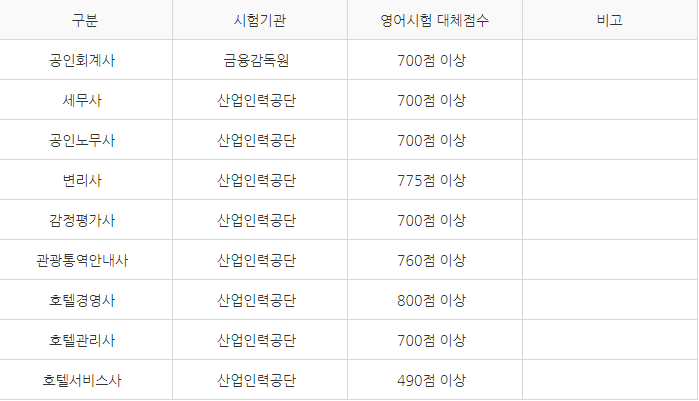 구분 시험기관 영어시험 대체점수 비고
공인회계사 금융감독원 700점 이상
세무사 산업인력공단 700점 이상
공인노무사 산업인력공단 700점 이상
변리사 산업인력공단 775점 이상
감정평가사 산업인력공단 700점 이상
관광통역안내사 산업인력공단 760점 이상
호텔경영사 산업인력공단 800점 이상
호텔관리사 산업인력공단 700점 이상
호텔서비스사 산업인력공단 490점 이상